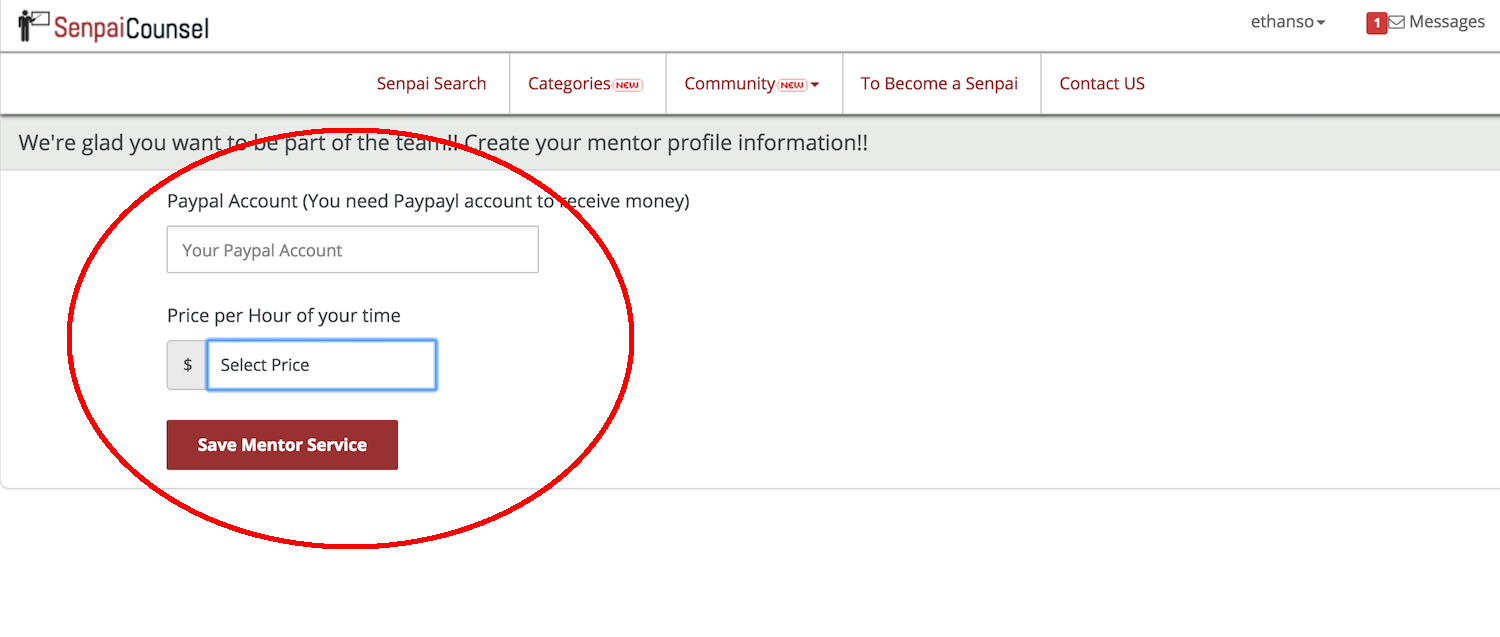 SenpaiCounsel
ethanso
1 Messages
Senpai Search
Categories NEW
Community NEW
To Become a Senpai
Contact US
We're glad you want to be part of the team!! Create your mentor profile information!!
Paypal Account (You need Paypayl account to receive money)
Your Paypal Account
Price per Hour of your time
$ Select Price
Save Mentor Service